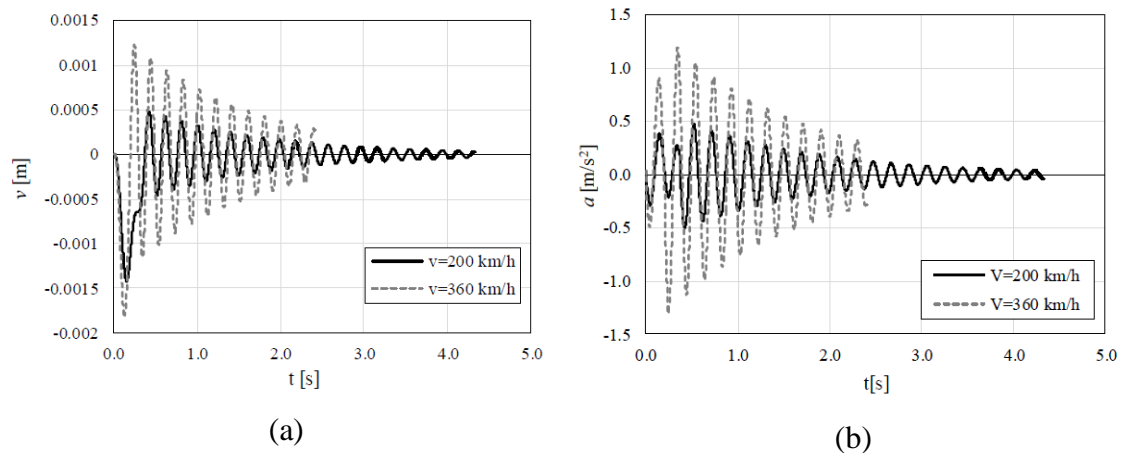 0.0015
0.001
0.0005
0
-0.0005
-0.001
-0.0015
-0.002
v [m]
0.0 1.0 2.0 3.0 4.0 5.0
t [s]
v=200 km/h
v=360 km/h
(a)
1.5
1.0
0.5
0.0
-0.5
-1.0
-1.5
a [m/s²]
0.0 1.0 2.0 3.0 4.0 5.0
t[s]
V=200 km/h
V=360 km/h
(b)